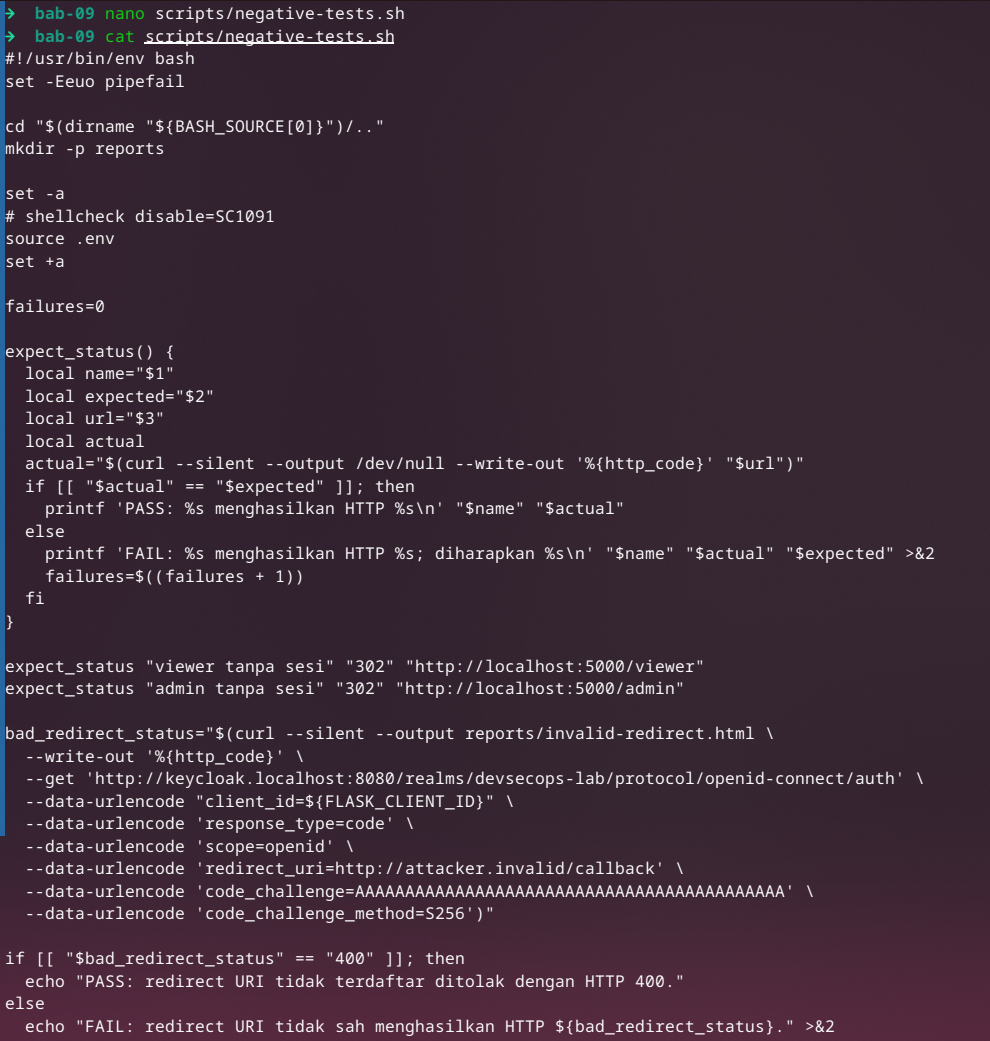 →  bab-09 nano scripts/negative-tests.sh
→  bab-09 cat scripts/negative-tests.sh
#!/usr/bin/env bash
set -Eeuo pipefail

cd "$(dirname "${BASH_SOURCE[0]}")/.."
mkdir -p reports

set -a
# shellcheck disable=SC1091
source .env
set +a

failures=0

expect_status() {
  local name="$1"
  local expected="$2"
  local url="$3"
  local actual
  actual="$(curl --silent --output /dev/null --write-out '%{http_code}' "$url")"
  if [[ "$actual" == "$expected" ]]; then
    printf 'PASS: %s menghasilkan HTTP %s\n' "$name" "$actual"
  else
    printf 'FAIL: %s menghasilkan HTTP %s; diharapkan %s\n' "$name" "$actual" "$expected" >&2
    failures=$((failures + 1))
  fi
}

expect_status "viewer tanpa sesi" "302" "http://localhost:5000/viewer"
expect_status "admin tanpa sesi" "302" "http://localhost:5000/admin"

bad_redirect_status="$(curl --silent --output reports/invalid-redirect.html \
  --write-out '%{http_code}' \
  --get 'http://keycloak.localhost:8080/realms/devsecops-lab/protocol/openid-connect/auth' \
  --data-urlencode "client_id=${FLASK_CLIENT_ID}" \
  --data-urlencode 'response_type=code' \
  --data-urlencode 'scope=openid' \
  --data-urlencode 'redirect_uri=http://attacker.invalid/callback' \
  --data-urlencode 'code_challenge=AAAAAAAAAAAAAAAAAAAAAAAAAAAAAAAAAAAAAAAAAAA' \
  --data-urlencode 'code_challenge_method=S256')"

if [[ "$bad_redirect_status" == "400" ]]; then
  echo "PASS: redirect URI tidak terdaftar ditolak dengan HTTP 400."
else
  echo "FAIL: redirect URI tidak sah menghasilkan HTTP ${bad_redirect_status}." >&2